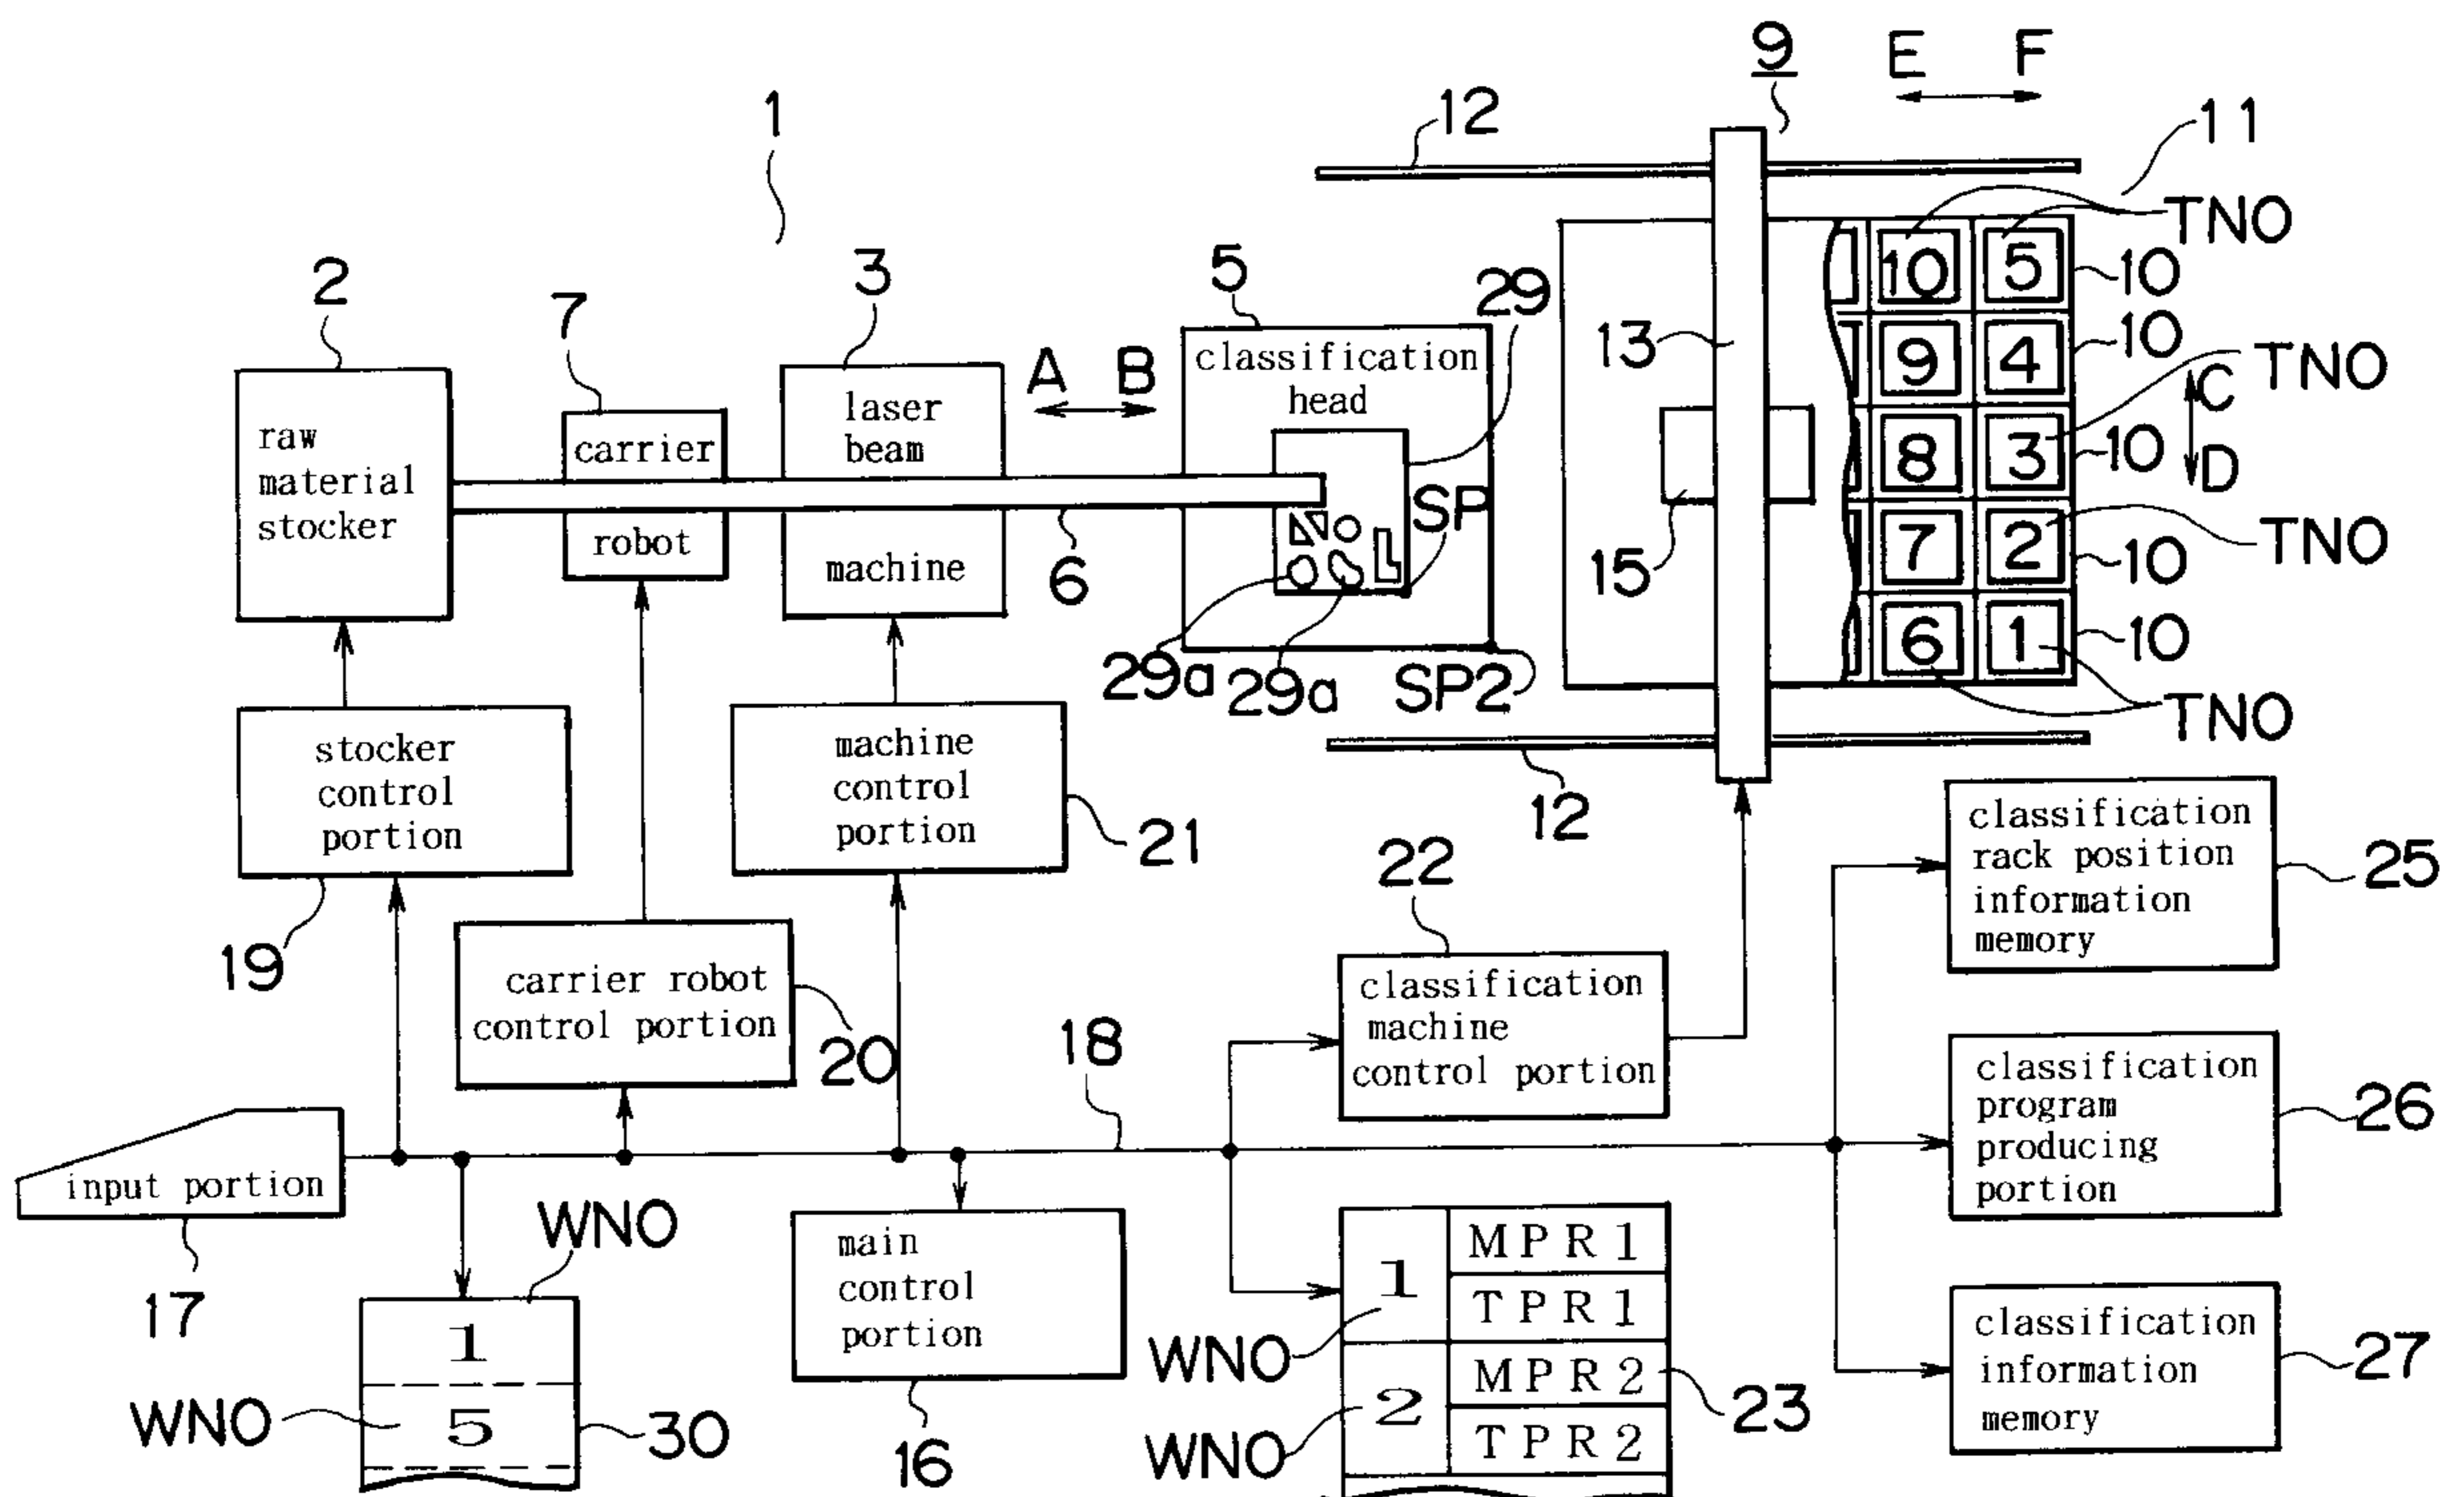 9
E F
1
12
11
TNO
2
7
3
5
29
10 5 10
13
9 4 10
TNO
A B
C
classification
head
raw
material
stocker
carrier
robot
laser
beam
machine
8 3 10
D
SP
6
15
7 2 10
TNO
6 1 10
29a 29a SP2
TNO
stocker
control
portion
19
machine
control
portion
21
12
22
classification
rack position
information
memory
25
carrier robot
control portion
20
18
classification
machine
control portion
classification
program
producing
portion
26
input portion
17
WNO
1
WNO
5
30
main
control
portion
16
1
MPR1
TPR1
WNO
2
MPR2
TPR2
WNO
23
classification
information
memory
27